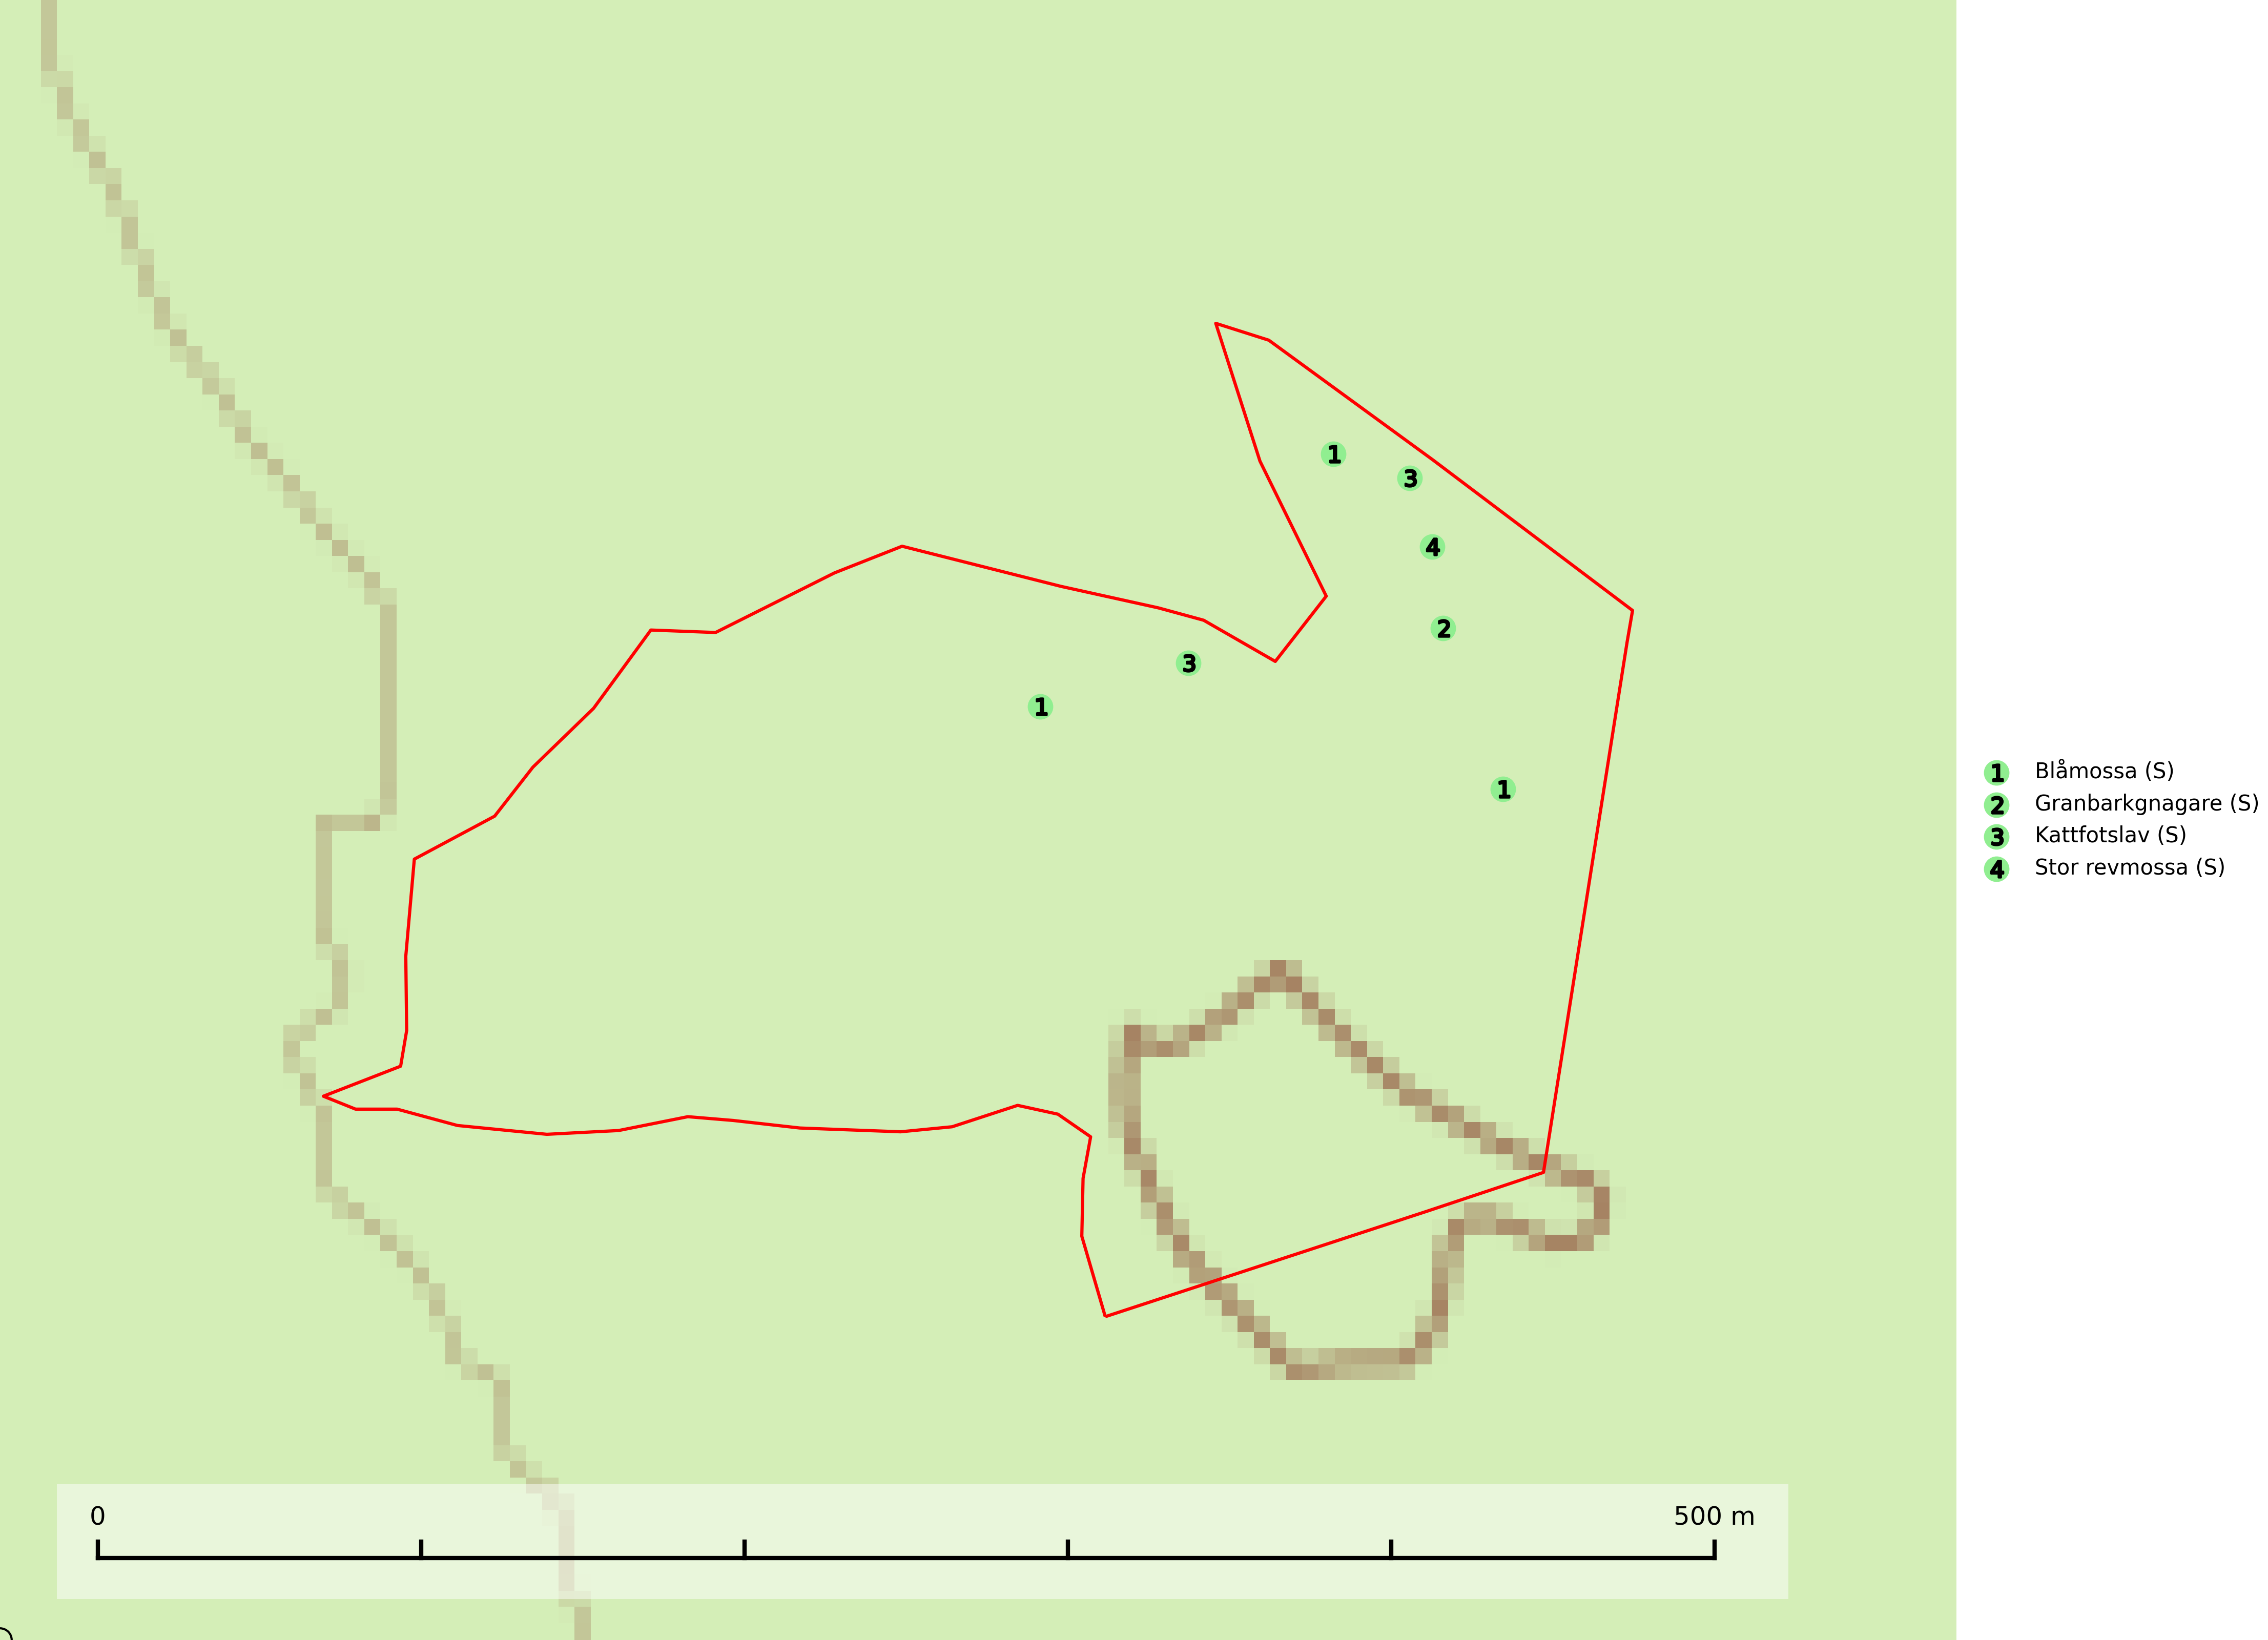 1
3
4
2
3
1
1
1 Blåmossa (S)
2 Granbarkgnagare (S)
3 Kattfotslav (S)
4 Stor revmossa (S)
0 500 m